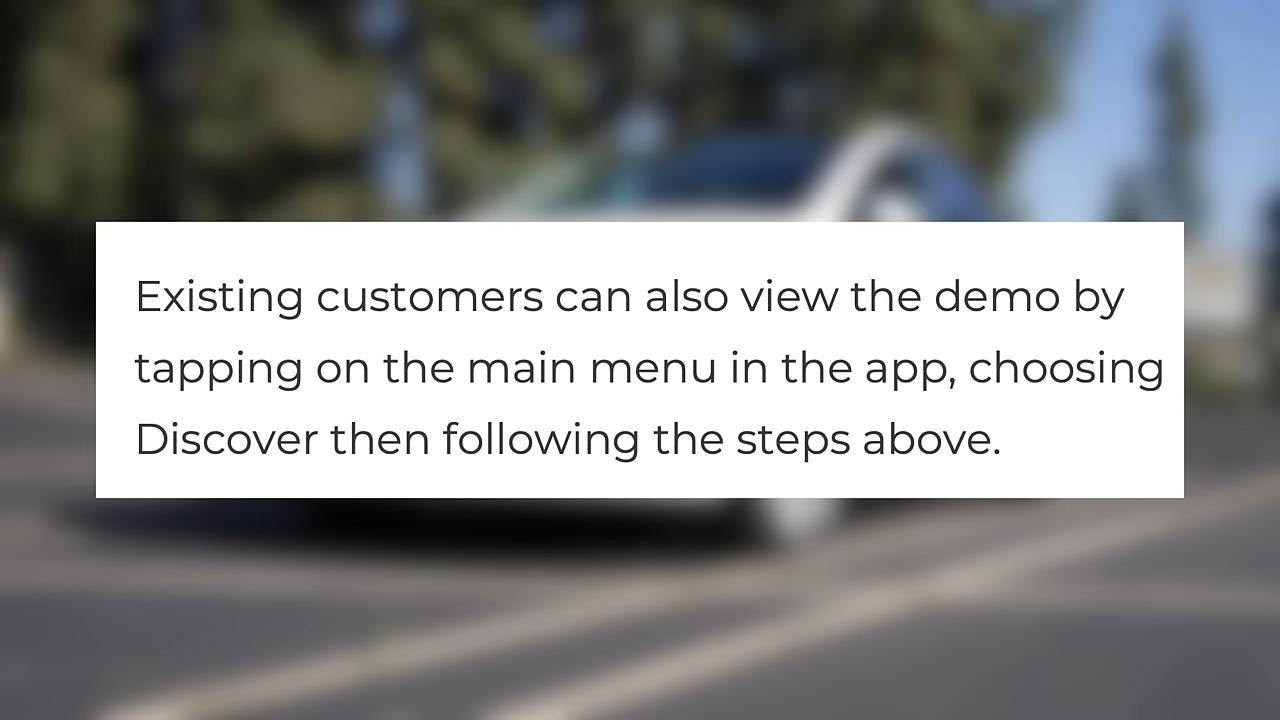 Existing customers can also view the demo by
tapping on the main menu in the app, choosing
Discover then following the steps above.